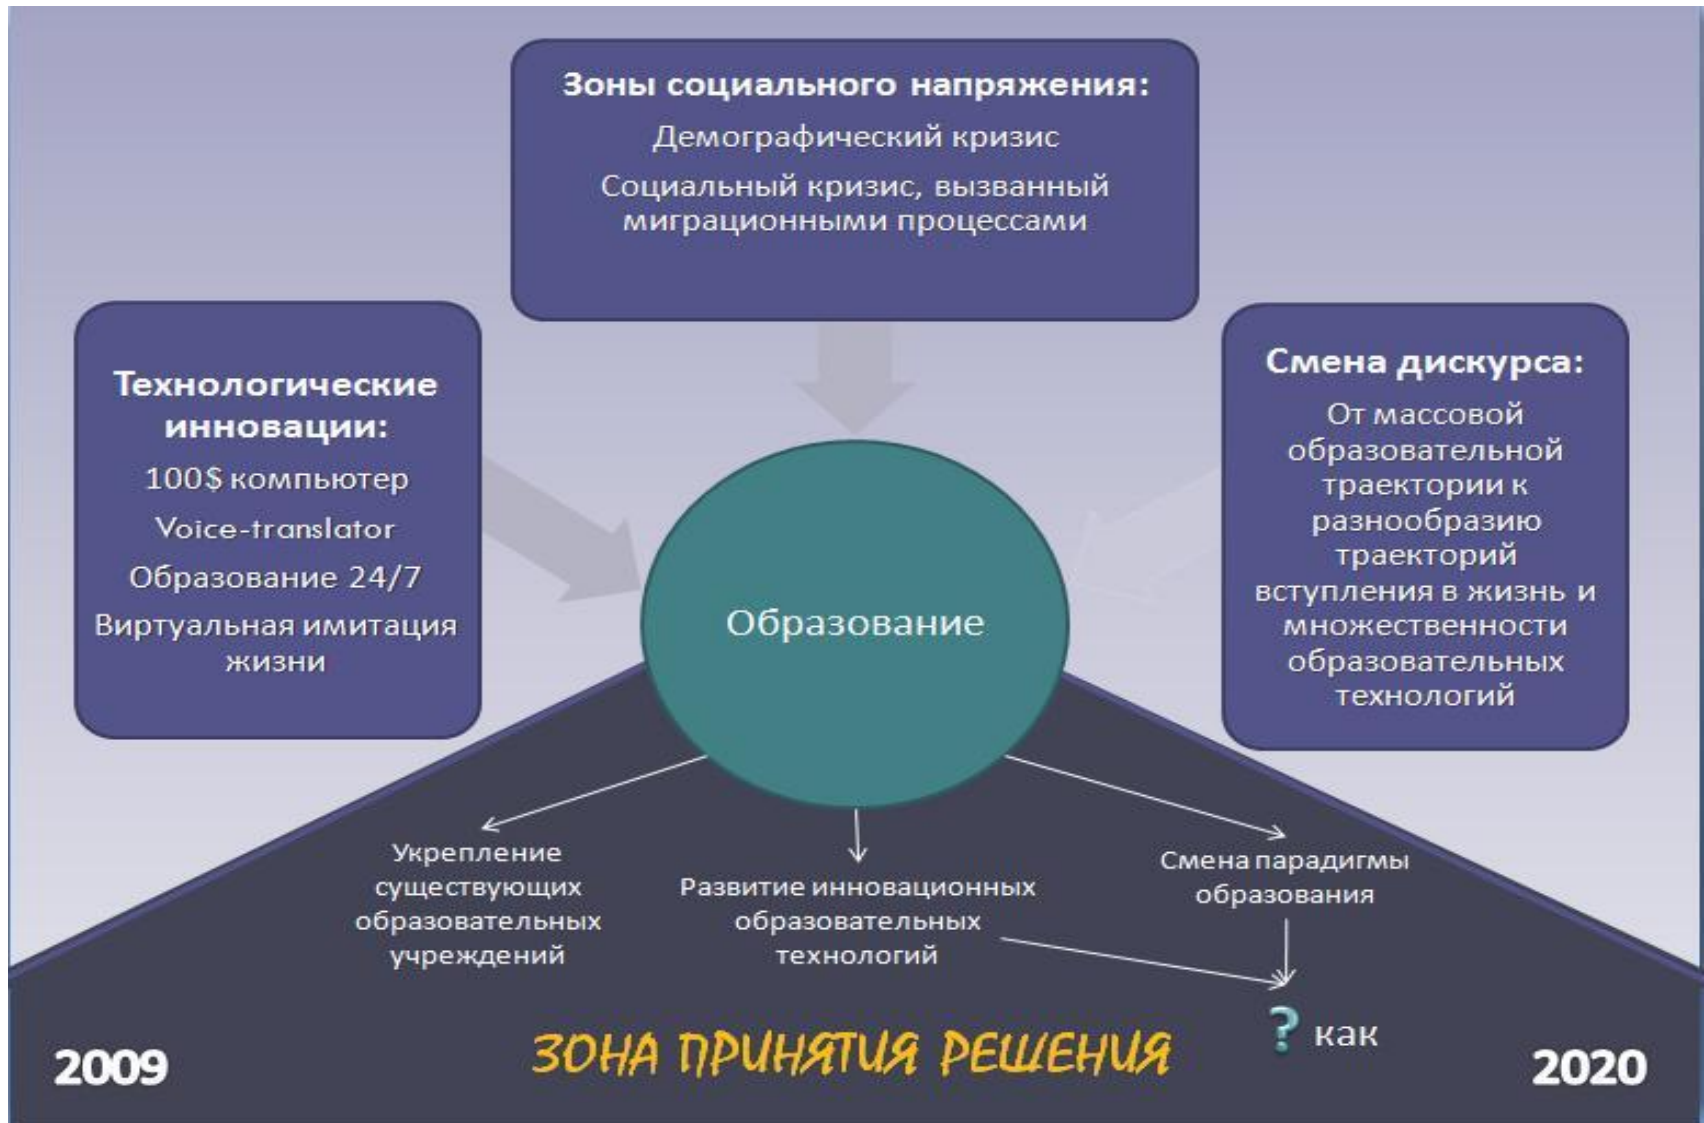 Зоны социального напряжения:
Демографический кризис
Социальный кризис, вызванный
миграционными процессами
Технологические
инновации:
100$ компьютер
Voice-translator
Образование 24/7
Виртуальная имитация
жизни
Смена дискурса:
От массовой
образовательной
траектории к
разнообразию
траекторий
вступления в жизнь и
множественности
образовательных
технологий
Образование
Укрепление
существующих
образовательных
учреждений
Развитие инновационных
образовательных
технологий
Смена парадигмы
образования
? как
2009
ЗОНА ПРИНЯТИЯ РЕШЕНИЯ
2020